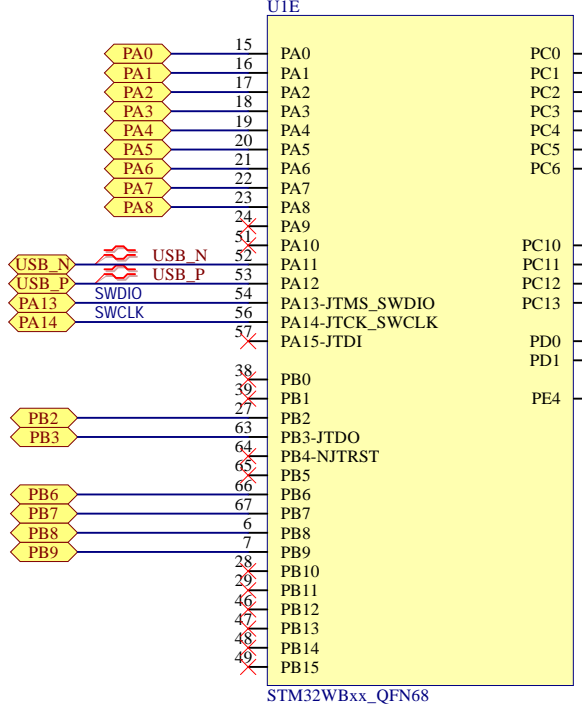 U1E
PA0 15 PA0 PC0
PA1 16 PA1 PC1
PA2 17 PA2 PC2
PA3 18 PA3 PC3
PA4 19 PA4 PC4
PA5 20 PA5 PC5
PA6 21 PA6 PC6
PA7 22 PA7
PA8 23 PA8
24 PA9
51 PA10 PC10
USB_N USB_N 52 PA11 PC11
USB_P USB_P 53 PA12 PC12
PA13 SWDIO 54 PA13-JTMS_SWDIO PC13
PA14 SWCLK 56 PA14-JTCK_SWCLK
57 PA15-JTDI PD0
PD1
38 PB0
39 PB1 PE4
PB2 27 PB2
PB3 63 PB3-JTDO
64 PB4-NJTRST
65 PB5
PB6 66 PB6
PB7 67 PB7
PB8 6 PB8
PB9 7 PB9
28 PB10
29 PB11
46 PB12
47 PB13
48 PB14
49 PB15
STM32WBxx_QFN68